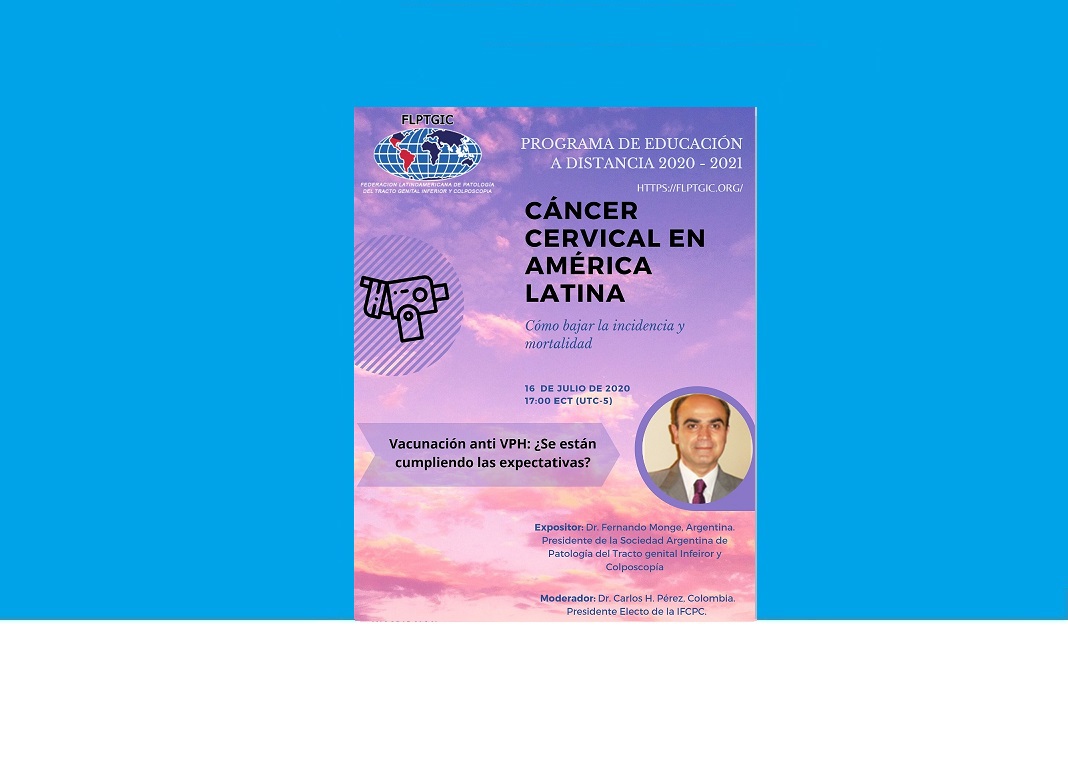 FLPTGIC
FEDERACION LATINOAMERICANA DE PATOLOGÍA
DEL TRACTO GENITAL INFERIOR Y COLPOSCOPIA
PROGRAMA DE EDUCACIÓN
A DISTANCIA 2020 - 2021
HTTPS://FLPTGIC.ORG/
CÁNCER
CERVICAL EN
AMÉRICA
LATINA
Cómo bajar la incidencia y
mortalidad
16 DE JULIO DE 2020
17:00 ECT (UTC-5)
Vacunación anti VPH: ¿Se están
cumpliendo las expectativas?
Expositor: Dr. Fernando Monge, Argentina.
Presidente de la Sociedad Argentina de
Patología del Tracto genital Infeiror y
Colposcopía
Moderador: Dr. Carlos H. Pérez, Colombia.
Presidente Electo de la IFCPC.